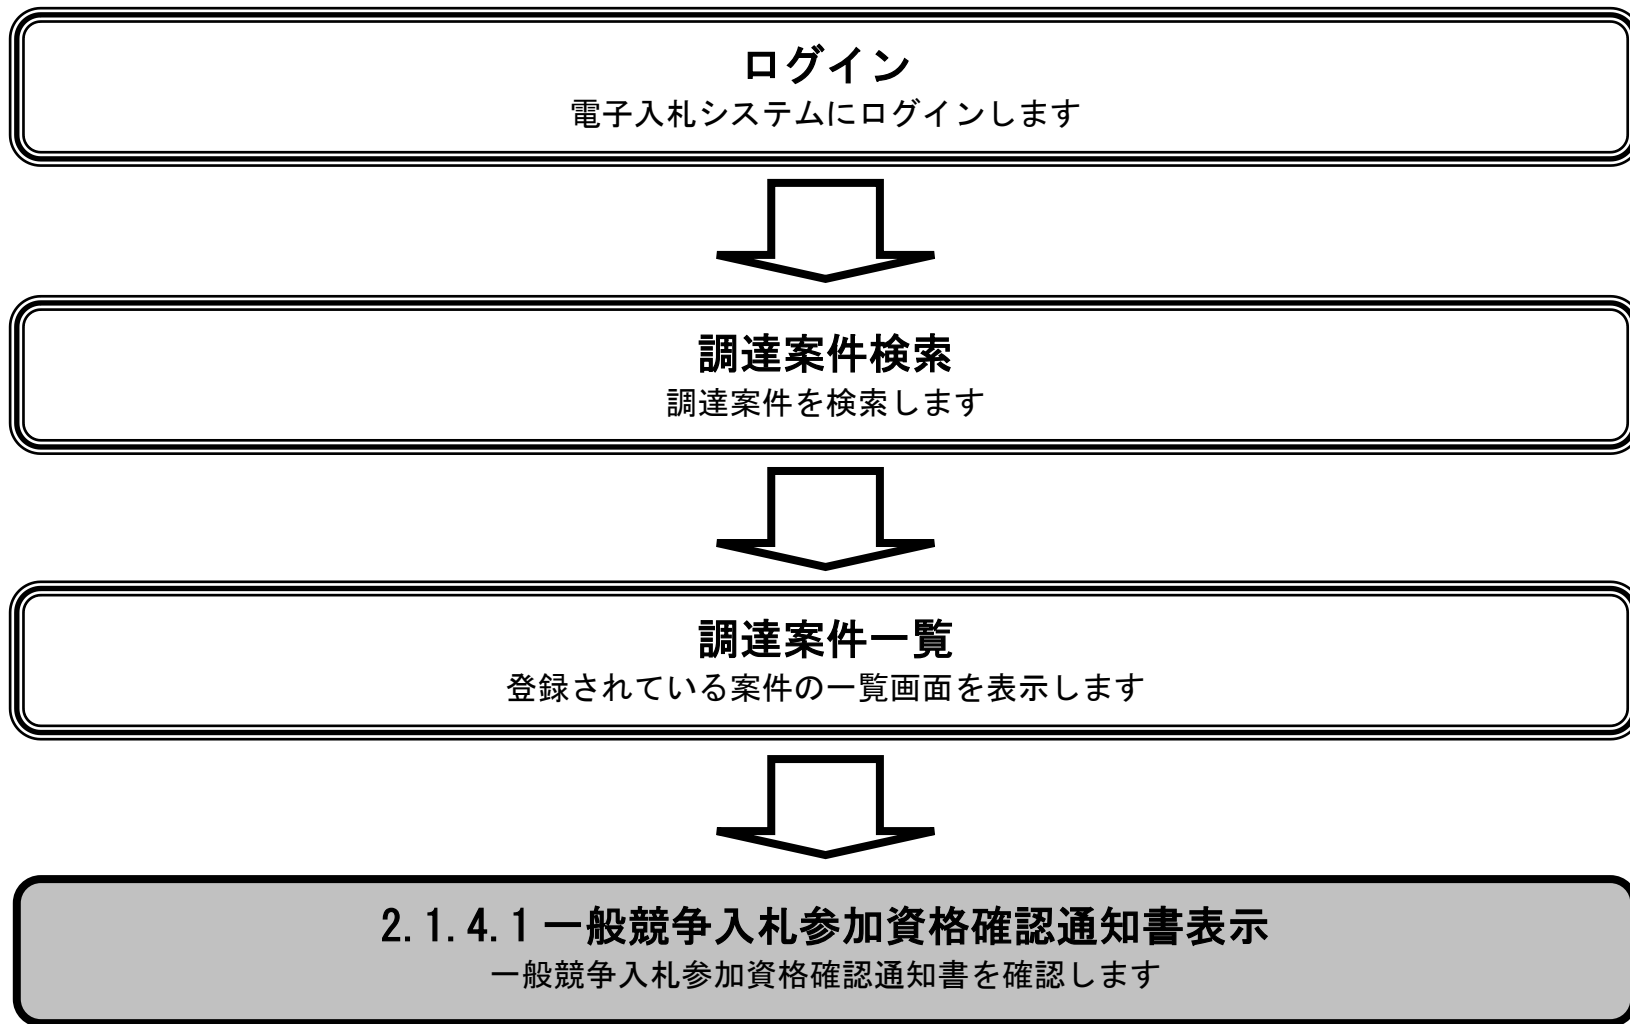 ログイン
電子入札システムにログインします
調達案件検索
調達案件を検索します
調達案件一覧
登録されている案件の一覧画面を表示します
2.1.4.1 一般競争入札参加資格確認通知書表示
一般競争入札参加資格確認通知書を確認します